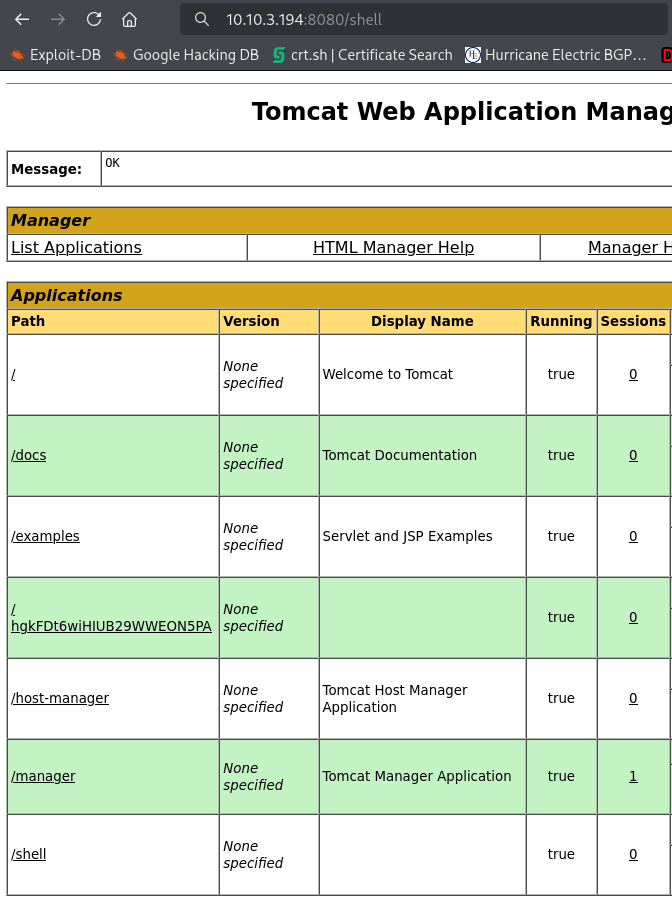 10.10.3.194:8080/shell
Exploit-DB Google Hacking DB crt.sh | Certificate Search Hurricane Electric BGP…
Tomcat Web Application Manag
Message: OK
Manager
List Applications HTML Manager Help Manager H
Applications
Path Version Display Name Running Sessions
/ None specified Welcome to Tomcat true 0
/docs None specified Tomcat Documentation true 0
/examples None specified Servlet and JSP Examples true 0
/
hgkFDt6wiHIUB29WWEON5PA None specified true 0
/host-manager None specified Tomcat Host Manager Application true 0
/manager None specified Tomcat Manager Application true 1
/shell None specified true 0